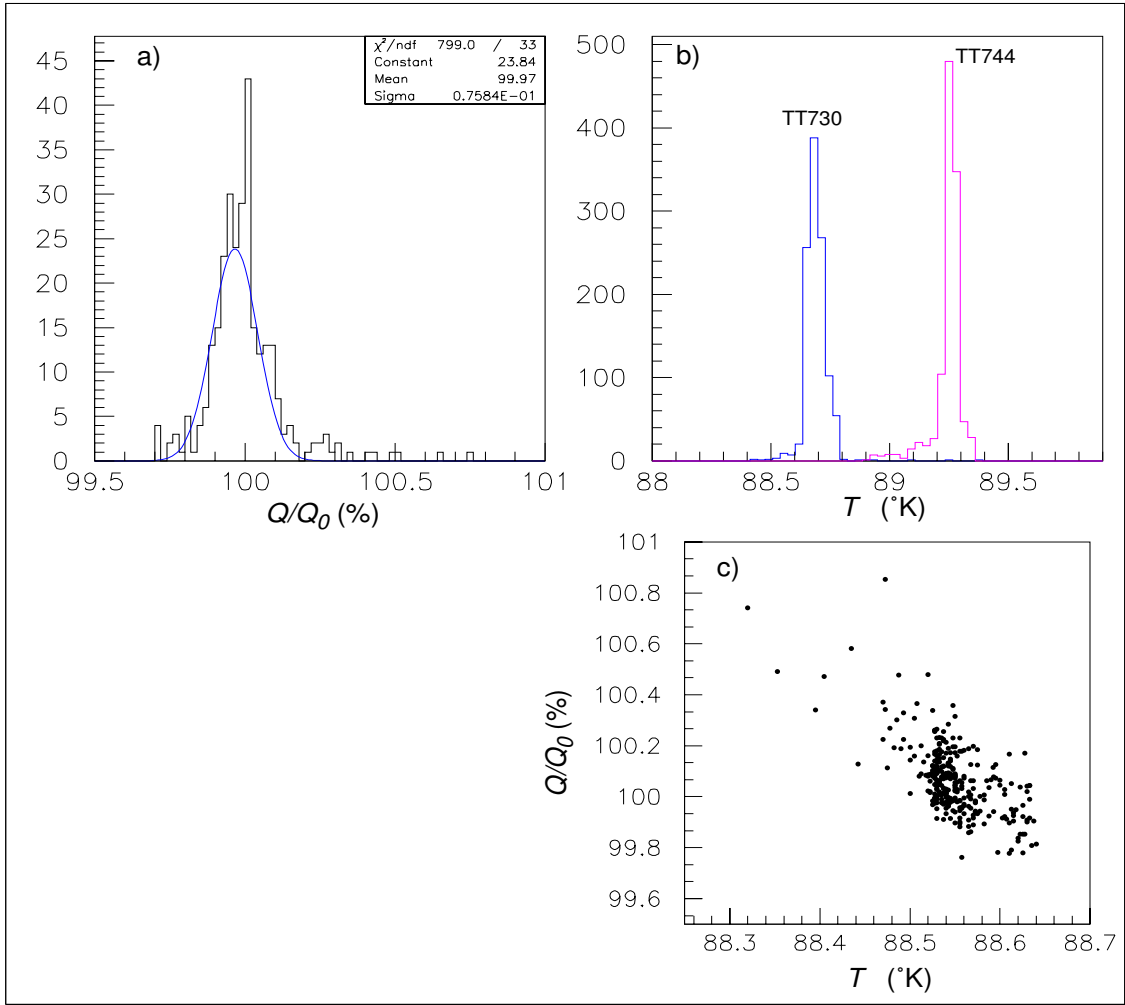 a)
χ²/ndf 799.0 / 33
Constant 23.84
Mean 99.97
Sigma 0.7584E-01
45
40
35
30
25
20
15
10
5
0
99.5 100 100.5 101
Q/Q0 (%)
b)
TT744
TT730
500
400
300
200
100
0
88 88.5 89 89.5
T (˚K)
c)
101
100.8
100.6
100.4
100.2
100
99.8
99.6
Q/Q0 (%)
88.3 88.4 88.5 88.6 88.7
T (˚K)